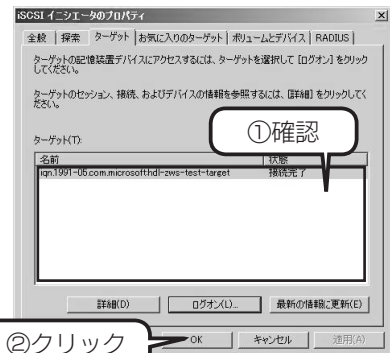 iSCSI イニシエータのプロパティ
全般 探索 ターゲット お気に入りのターゲット ボリュームとデバイス RADIUS
ターゲットの記憶装置デバイスにアクセスするには、ターゲットを選択して [ログオン] をクリック
してください。
ターゲットのセッション、接続、およびデバイスの情報を参照するには、[詳細] をクリックしてく
ださい。
①確認
ターゲット(T):
名前 状態
iqn.1991-05.com.microsoft:hdl-zws-test-target 接続完了
詳細(D) ログオン(L)... 最新の情報に更新(E)
②クリック
OK キャンセル 適用(A)